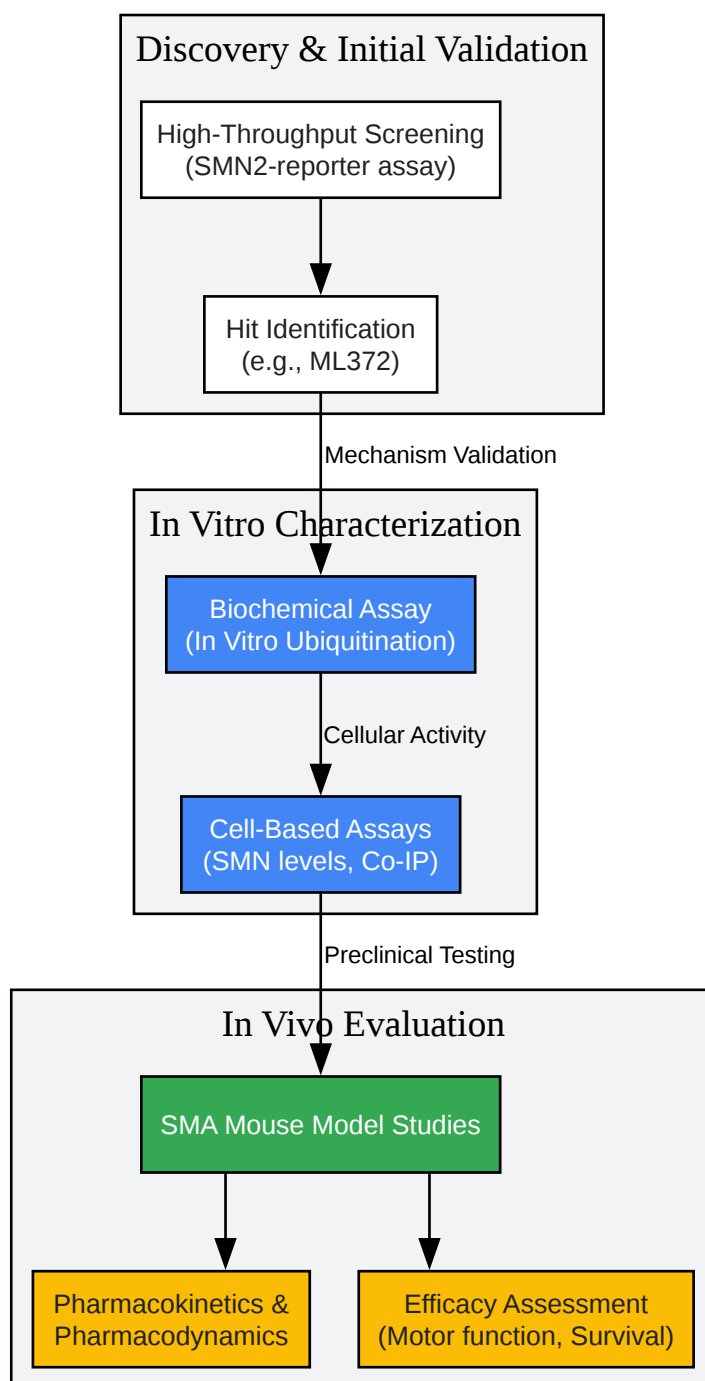 Discovery & Initial Validation
High-Throughput Screening
(SMN2-reporter assay)
Hit Identification
(e.g., ML372)
Mechanism Validation
In Vitro Characterization
Biochemical Assay
(In Vitro Ubiquitination)
Cellular Activity
Cell-Based Assays
(SMN levels, Co-IP)
Preclinical Testing
In Vivo Evaluation
SMA Mouse Model Studies
Pharmacokinetics &
Pharmacodynamics
Efficacy Assessment
(Motor function, Survival)